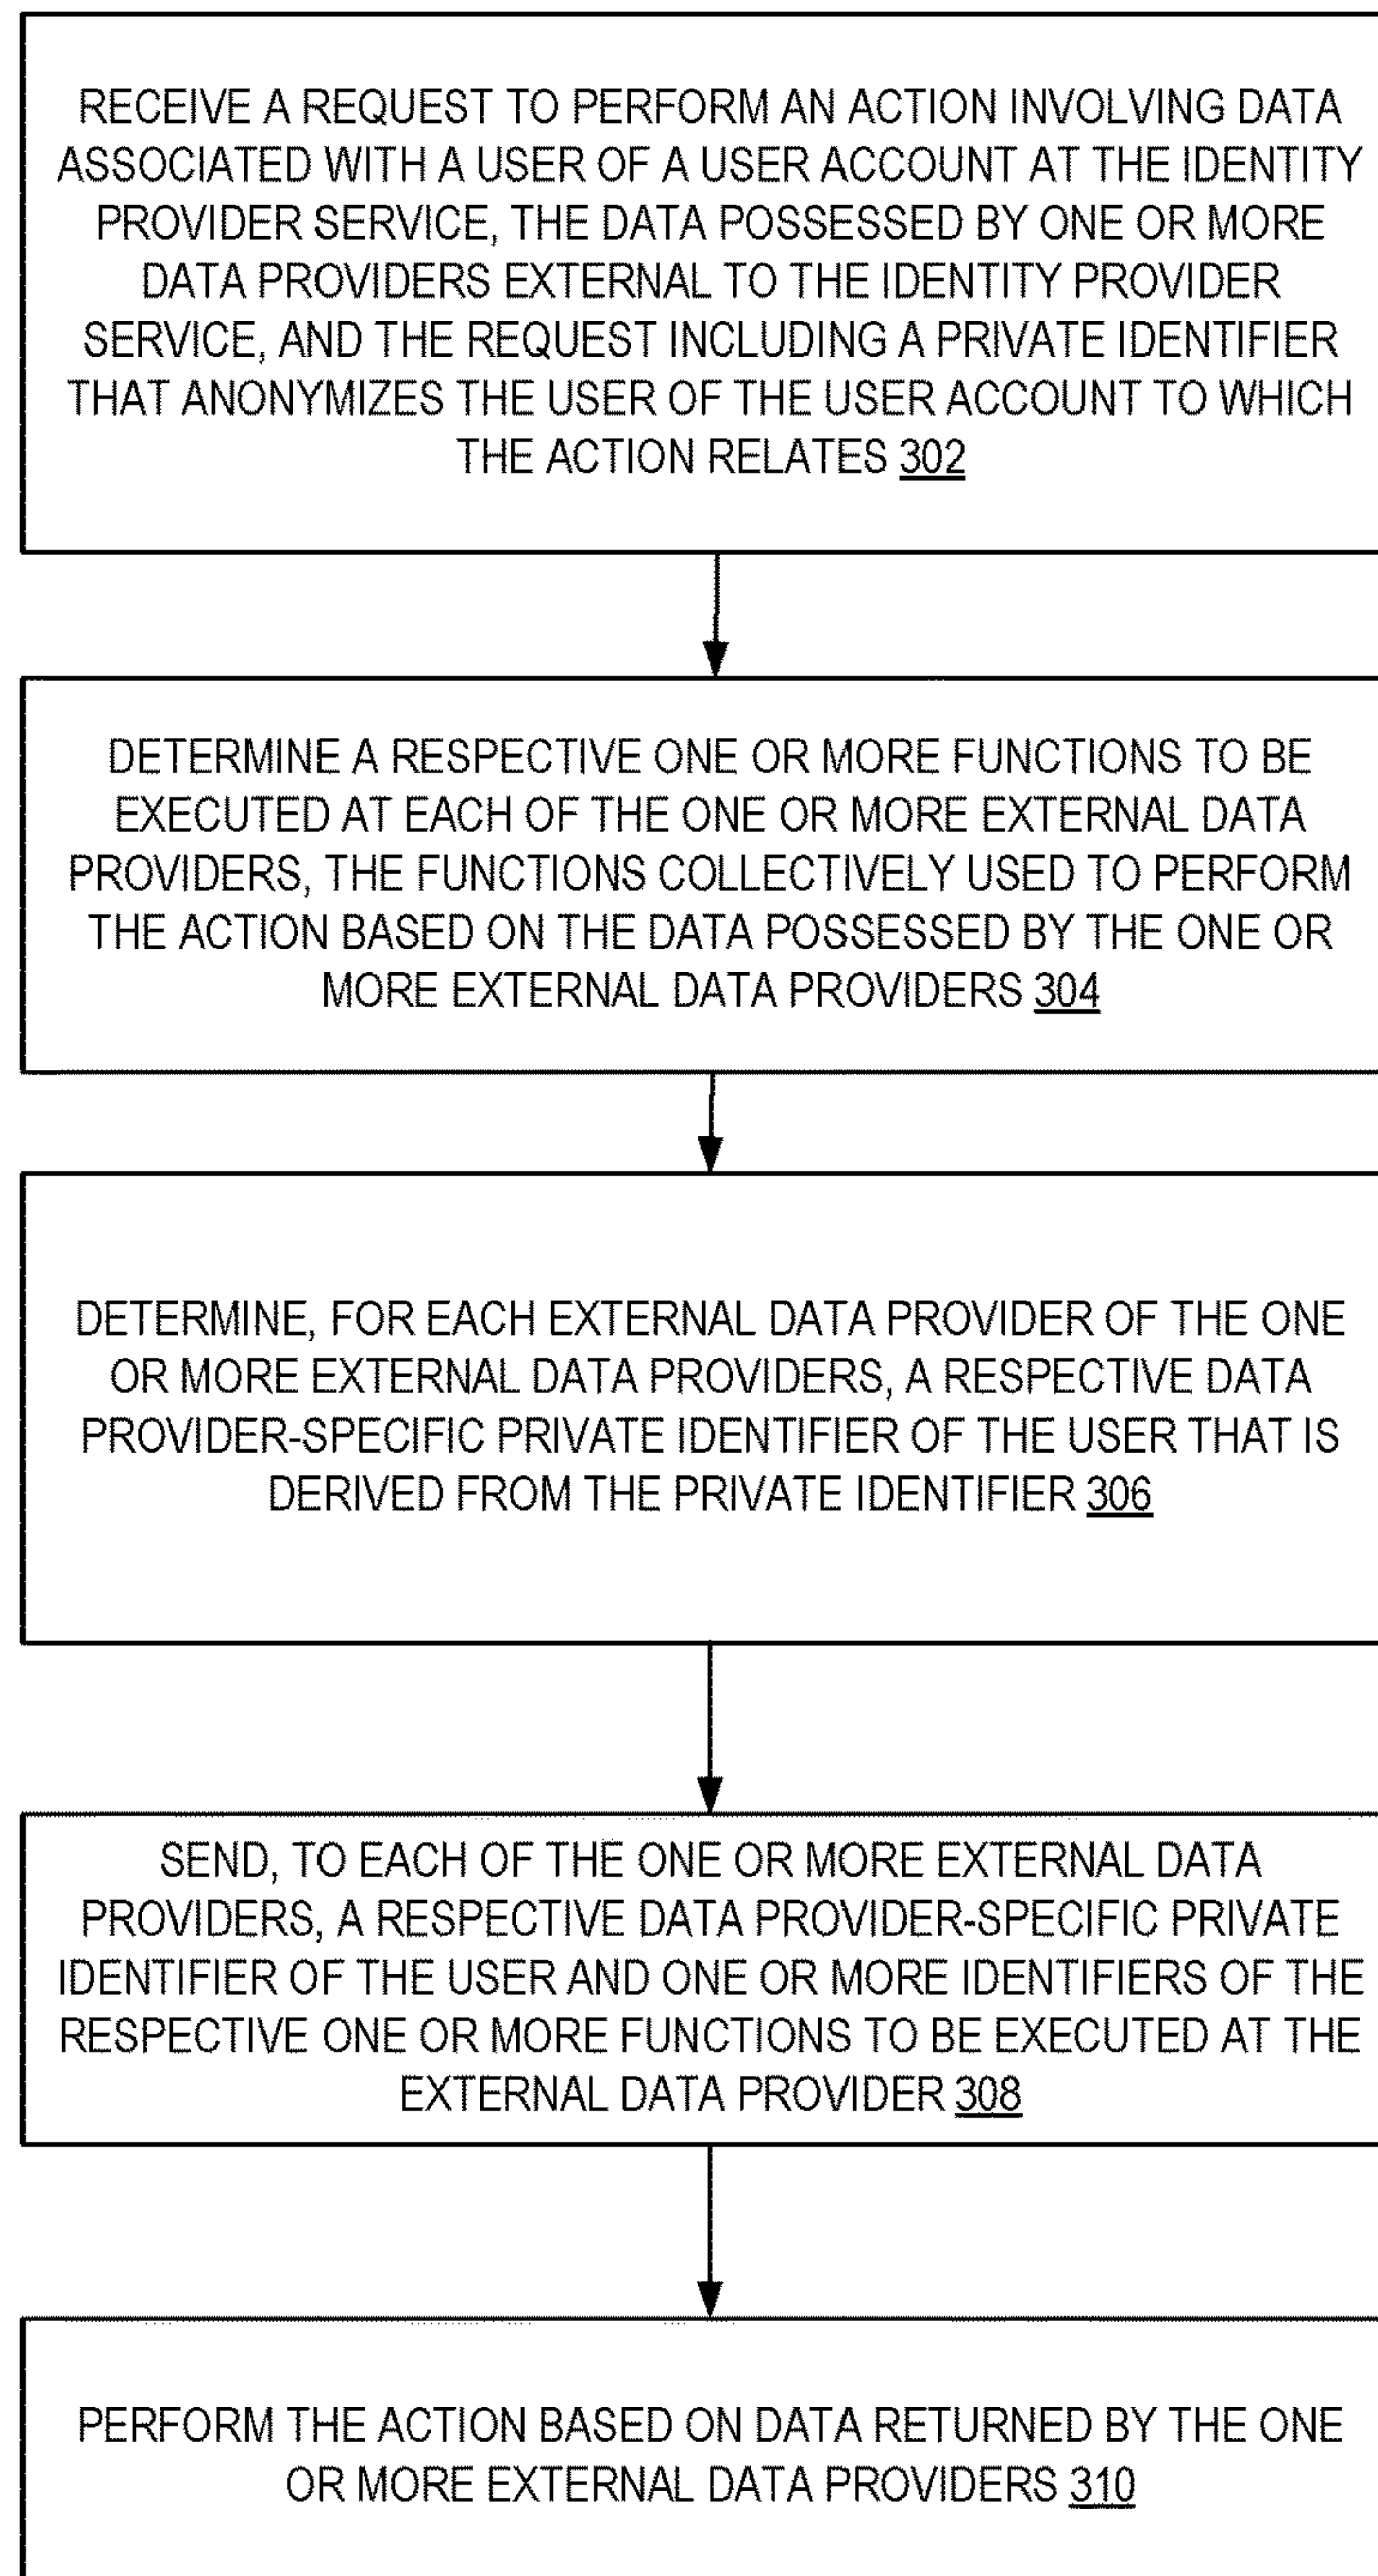 RECEIVE A REQUEST TO PERFORM AN ACTION INVOLVING DATA
ASSOCIATED WITH A USER OF A USER ACCOUNT AT THE IDENTITY
PROVIDER SERVICE, THE DATA POSSESSED BY ONE OR MORE
DATA PROVIDERS EXTERNAL TO THE IDENTITY PROVIDER
SERVICE, AND THE REQUEST INCLUDING A PRIVATE IDENTIFIER
THAT ANONYMIZES THE USER OF THE USER ACCOUNT TO WHICH
THE ACTION RELATES 302
DETERMINE A RESPECTIVE ONE OR MORE FUNCTIONS TO BE
EXECUTED AT EACH OF THE ONE OR MORE EXTERNAL DATA
PROVIDERS, THE FUNCTIONS COLLECTIVELY USED TO PERFORM
THE ACTION BASED ON THE DATA POSSESSED BY THE ONE OR
MORE EXTERNAL DATA PROVIDERS 304
DETERMINE, FOR EACH EXTERNAL DATA PROVIDER OF THE ONE
OR MORE EXTERNAL DATA PROVIDERS, A RESPECTIVE DATA
PROVIDER-SPECIFIC PRIVATE IDENTIFIER OF THE USER THAT IS
DERIVED FROM THE PRIVATE IDENTIFIER 306
SEND, TO EACH OF THE ONE OR MORE EXTERNAL DATA
PROVIDERS, A RESPECTIVE DATA PROVIDER-SPECIFIC PRIVATE
IDENTIFIER OF THE USER AND ONE OR MORE IDENTIFIERS OF THE
RESPECTIVE ONE OR MORE FUNCTIONS TO BE EXECUTED AT THE
EXTERNAL DATA PROVIDER 308
PERFORM THE ACTION BASED ON DATA RETURNED BY THE ONE
OR MORE EXTERNAL DATA PROVIDERS 310